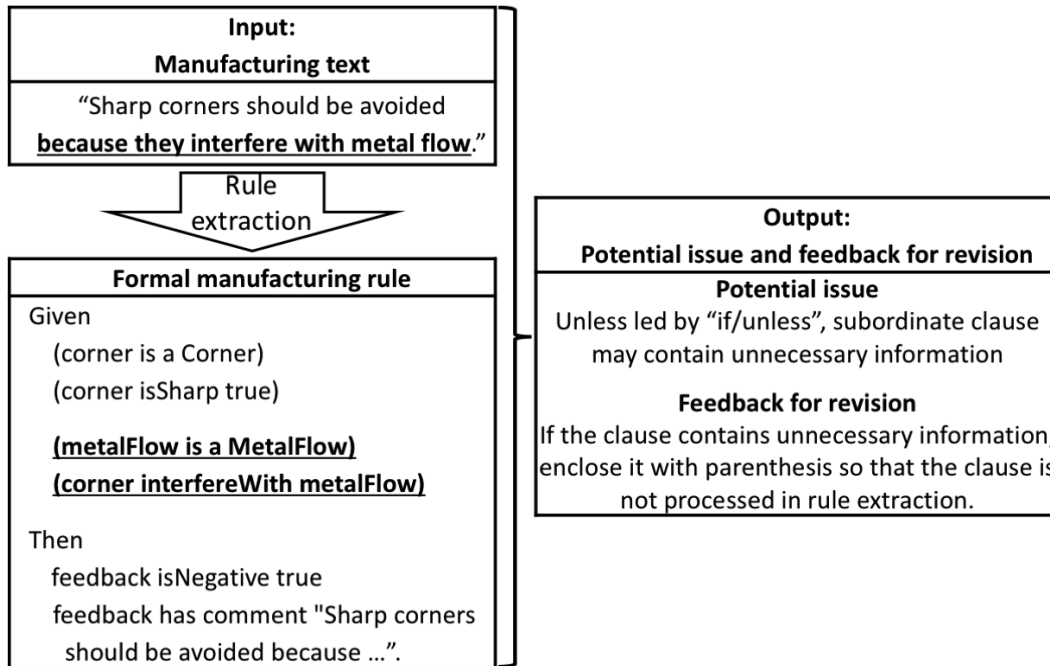 Input:
Manufacturing text
“Sharp corners should be avoided
because they interfere with metal flow.”
Rule
extraction
Formal manufacturing rule
Given
(corner is a Corner)
(corner isSharp true)
(metalFlow is a MetalFlow)
(corner interfereWith metalFlow)
Then
feedback isNegative true
feedback has comment "Sharp corners
should be avoided because …”.
Output:
Potential issue and feedback for revision
Potential issue
Unless led by “if/unless”, subordinate clause
may contain unnecessary information
Feedback for revision
If the clause contains unnecessary information,
enclose it with parenthesis so that the clause is
not processed in rule extraction.